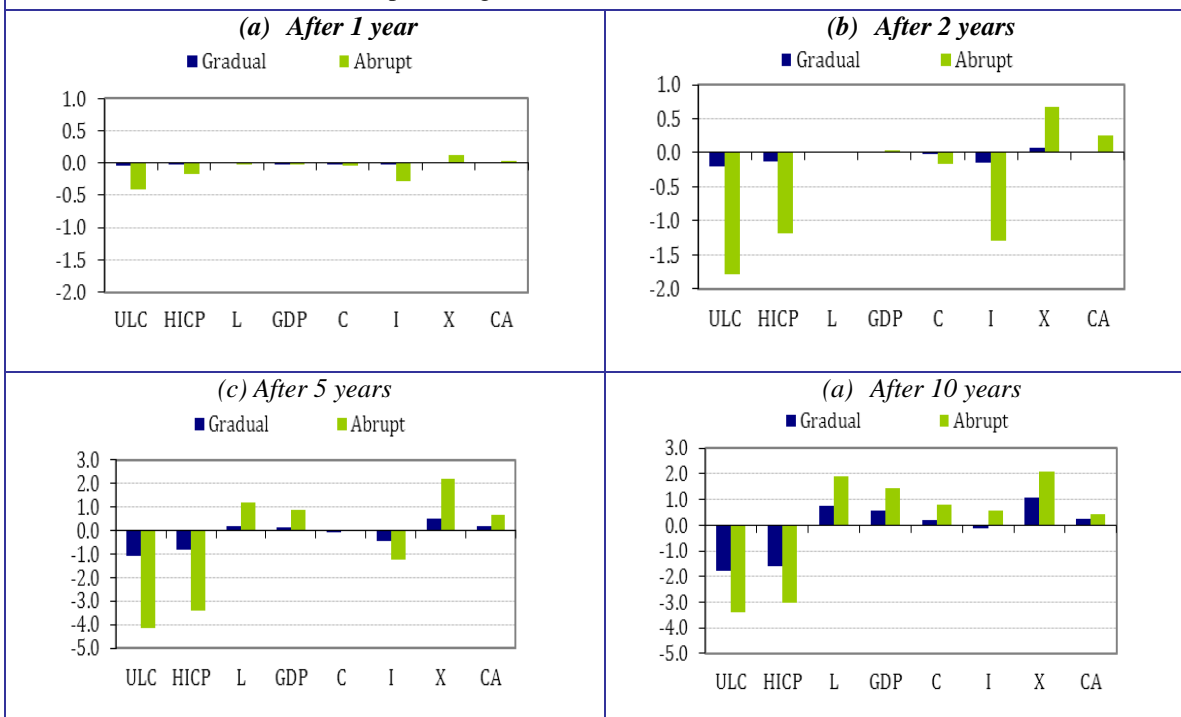 (a) After 1 year
Gradual Abrupt
1.0
0.5
0.0
-0.5
-1.0
-1.5
-2.0
ULC HICP L GDP C I X CA
(b) After 2 years
Gradual Abrupt
1.0
0.5
0.0
-0.5
-1.0
-1.5
-2.0
ULC HICP L GDP C I X CA
(c) After 5 years
Gradual Abrupt
3.0
2.0
1.0
0.0
-1.0
-2.0
-3.0
-4.0
-5.0
ULC HICP L GDP C I X CA
(a) After 10 years
Gradual Abrupt
3.0
2.0
1.0
0.0
-1.0
-2.0
-3.0
-4.0
-5.0
ULC HICP L GDP C I X CA